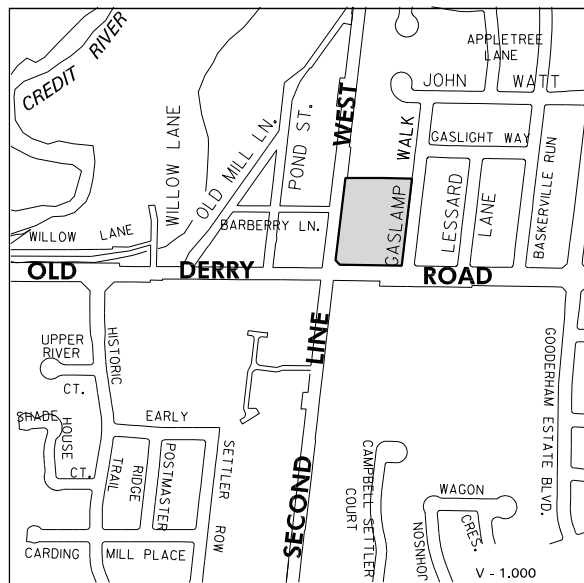 CREDIT RIVER
APPLETREE
LANE
JOHN WATT
WILLOW LANE
OLD MILL LN.
POND ST.
WEST
WALK
GASLIGHT WAY
BASKERVILLE RUN
GASLAMP
LESSARD
LANE
WILLOW LANE
BARBERRY LN.
OLD DERRY ROAD
UPPER
RIVER
CT.
HISTORIC
LINE
GOODERHAM ESTATE BLVD.
SHADE
HOUSE
CT.
EARLY
SETTLER
ROW
TRAIL
RIDGE
POSTMASTER
SECOND
CAMPBELL SETTLER
COURT
WAGON
CRES.
JOHNSON
CARDING MILL PLACE
V - 1.000